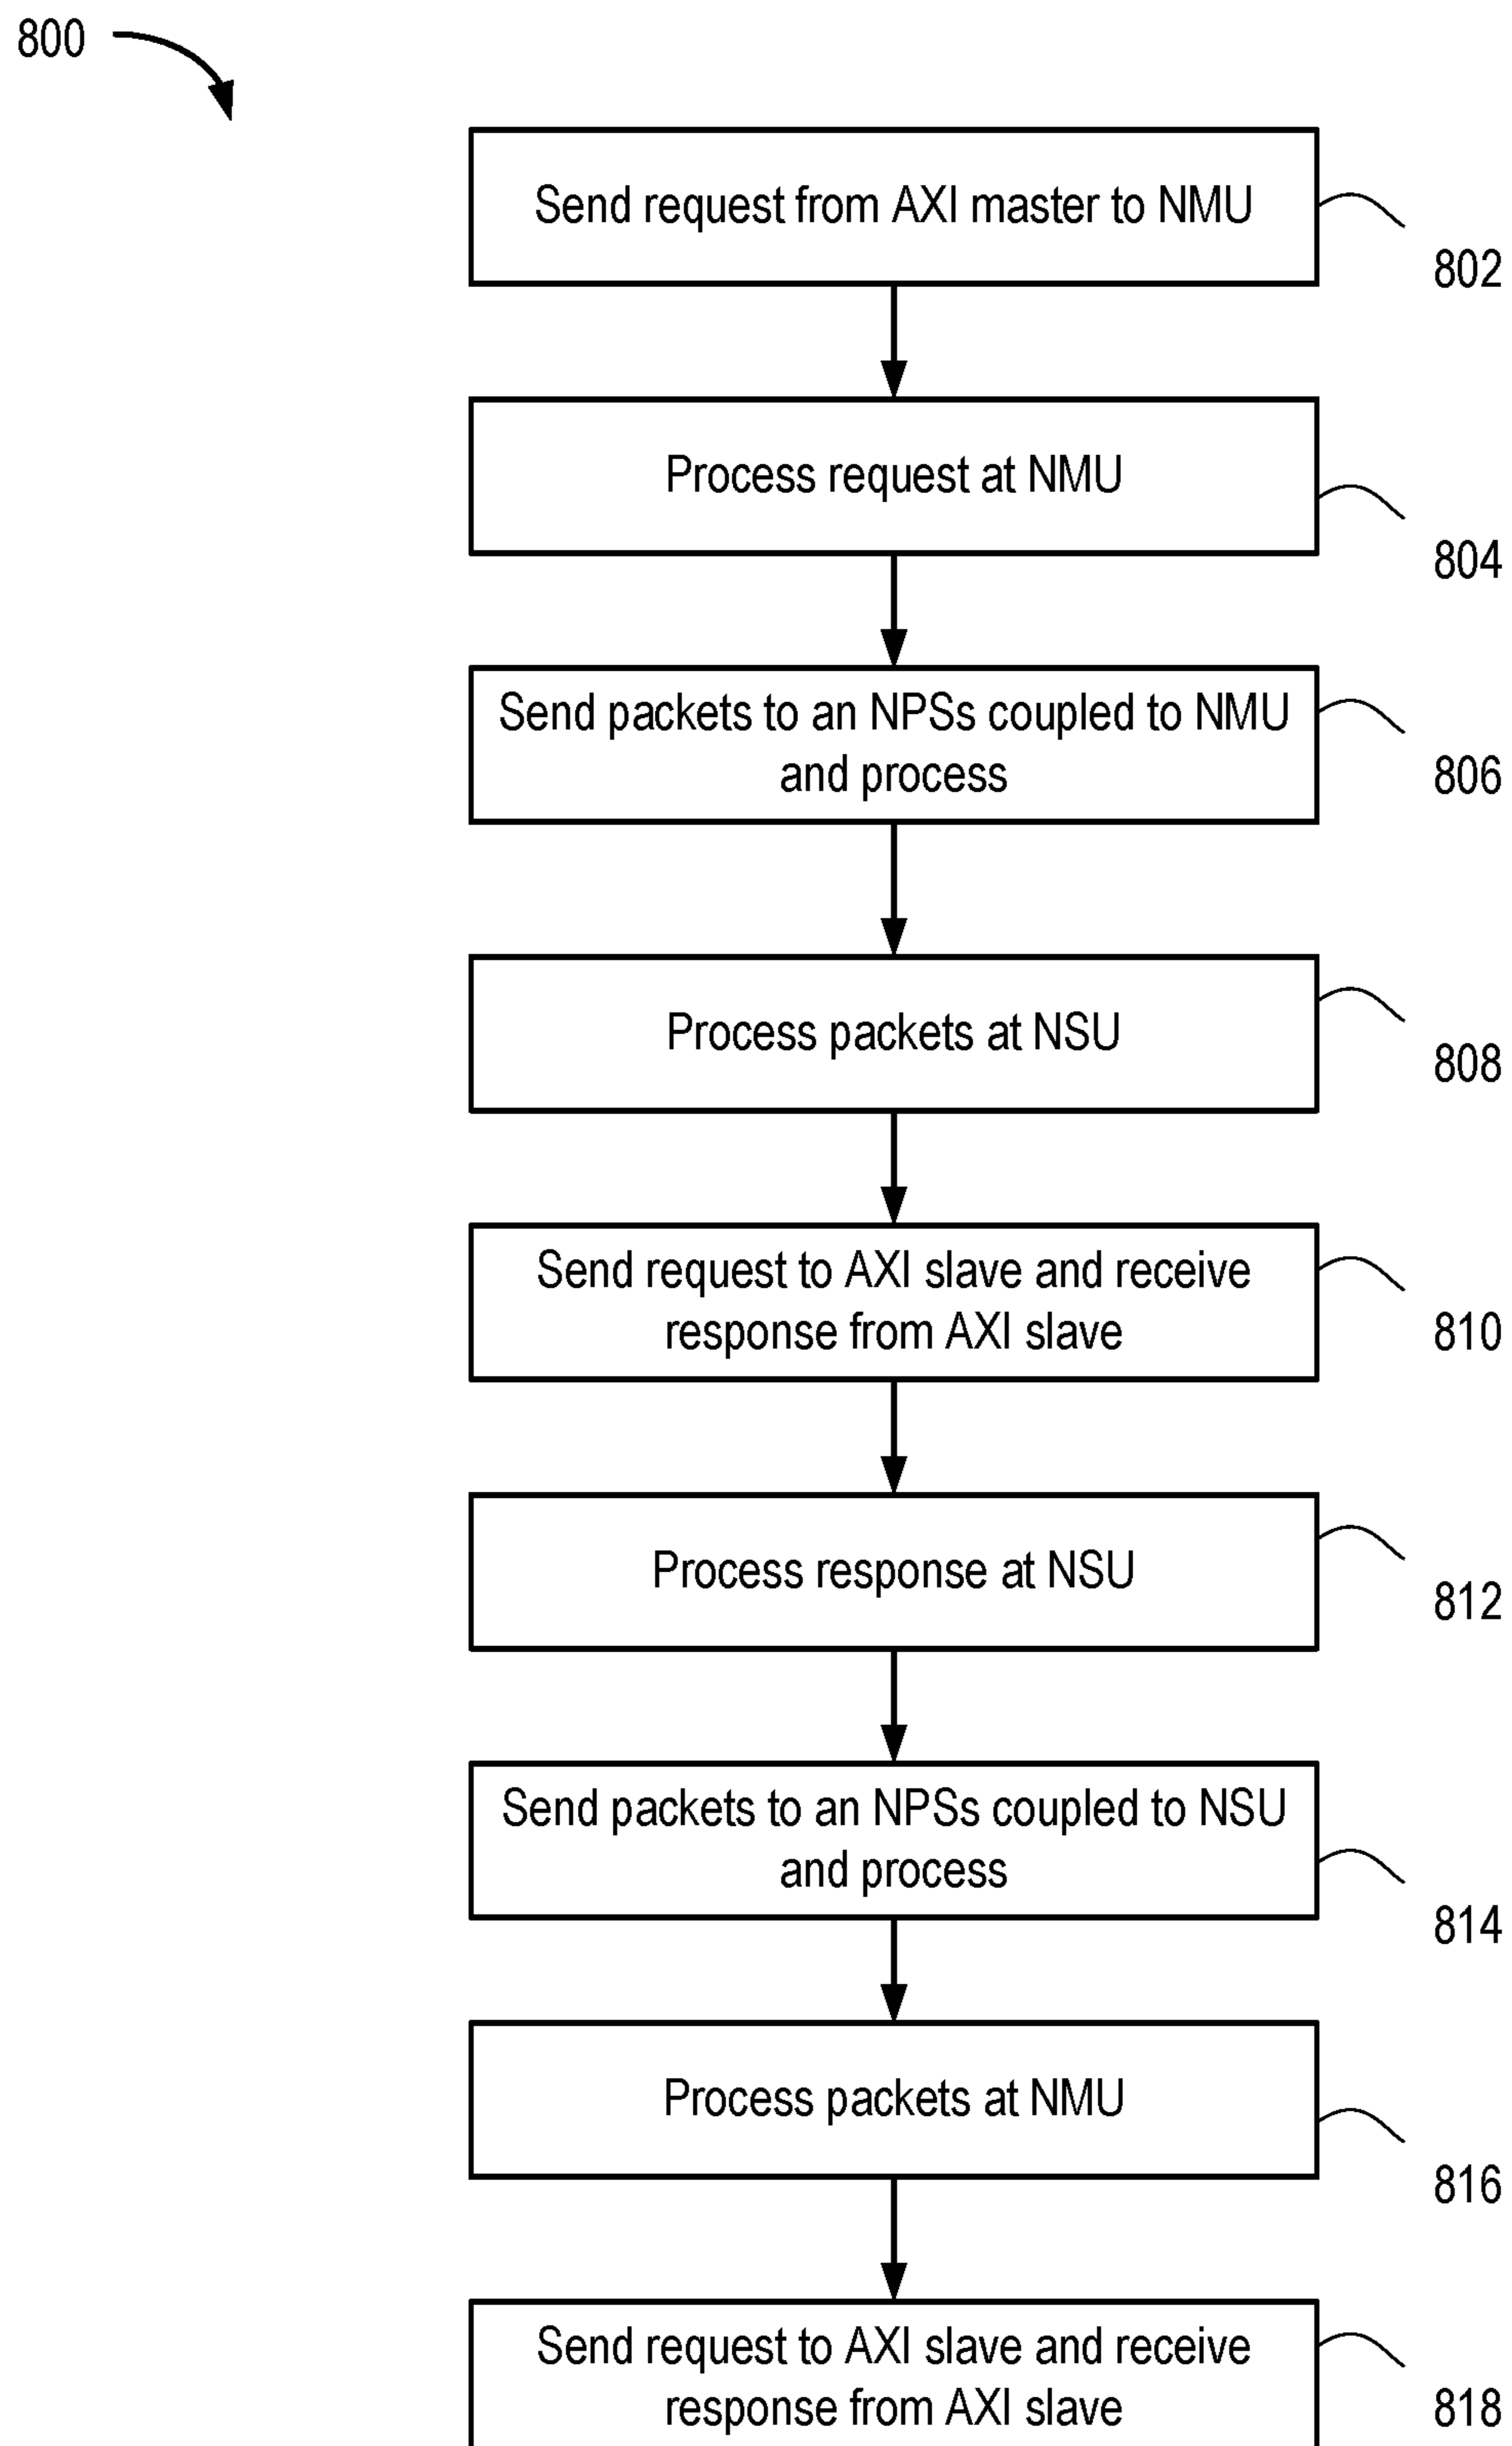 800
Send request from AXI master to NMU
802
Process request at NMU
804
Send packets to an NPSs coupled to NMU
and process
806
Process packets at NSU
808
Send request to AXI slave and receive
response from AXI slave
810
Process response at NSU
812
Send packets to an NPSs coupled to NSU
and process
814
Process packets at NMU
816
Send request to AXI slave and receive
response from AXI slave
818